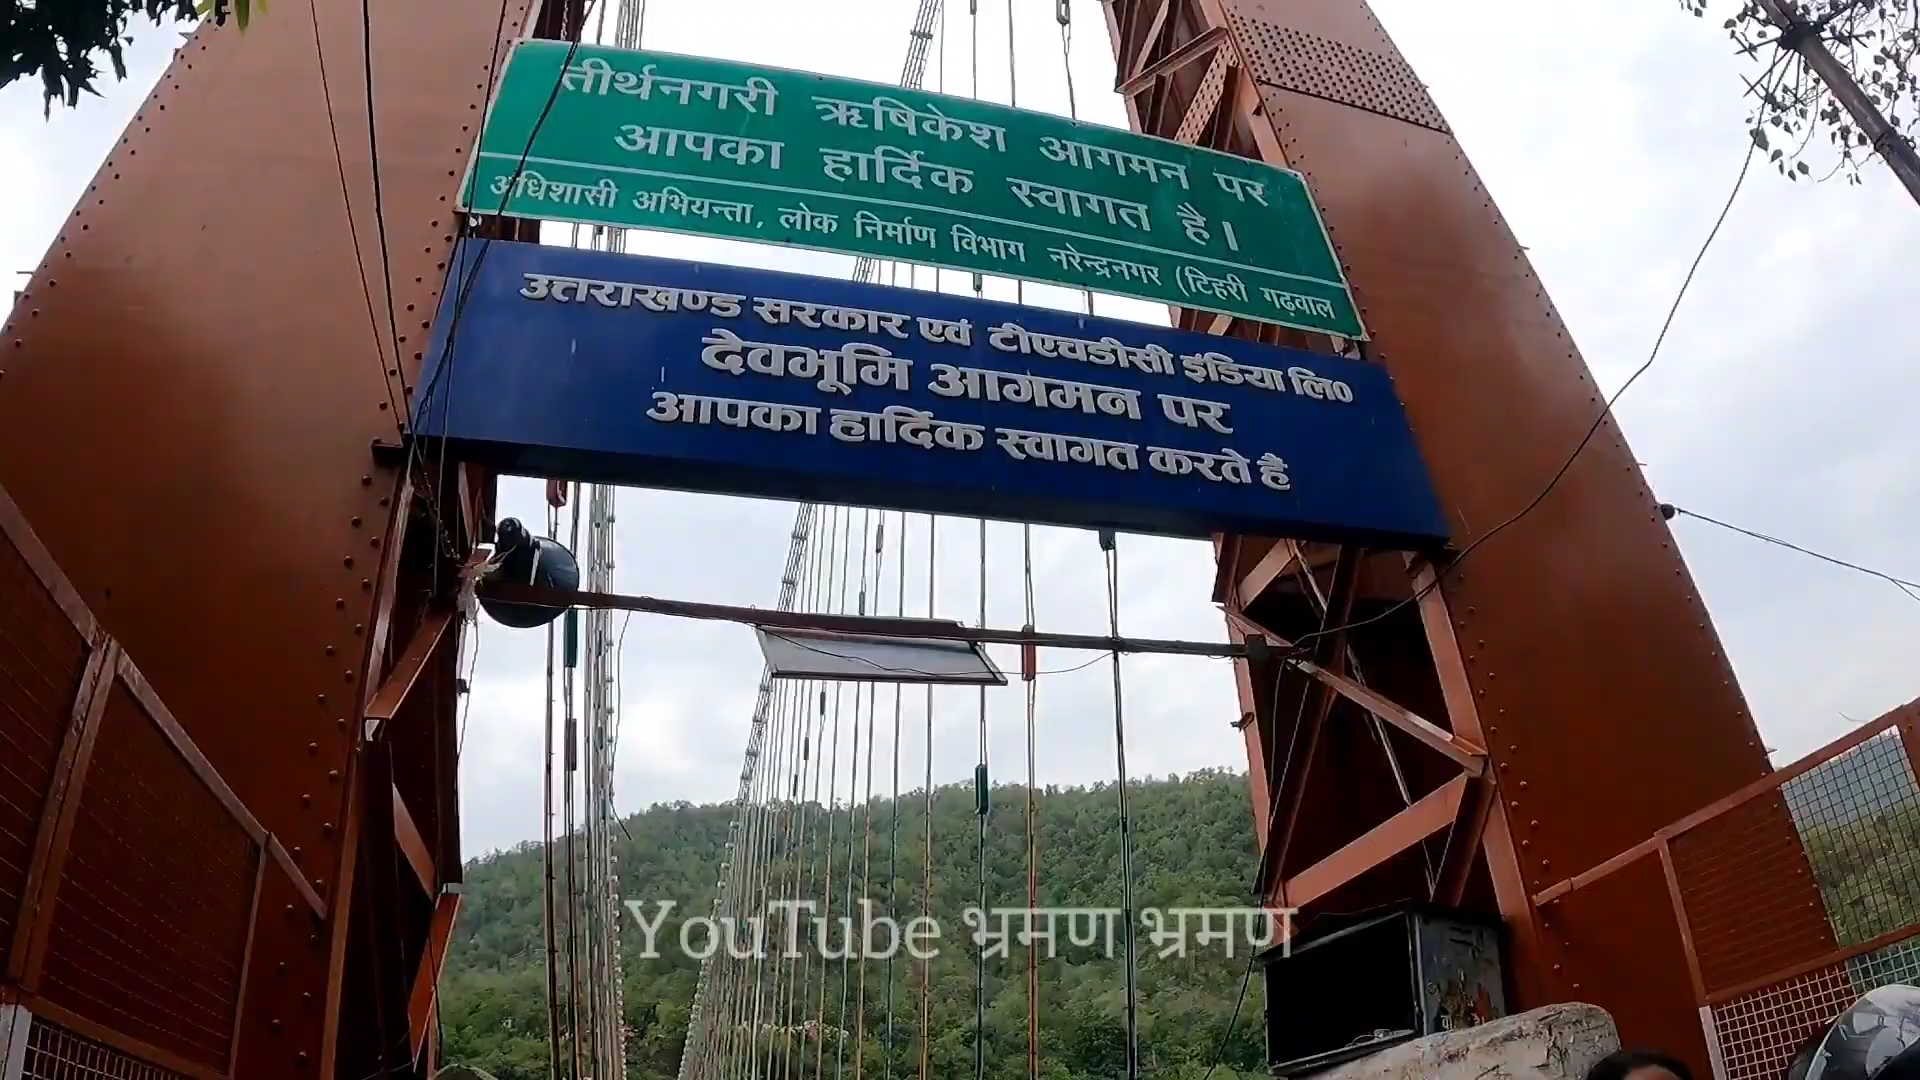 तीर्थनगरी ऋषिकेश आगमन पर
आपका हार्दिक स्वागत है।
अधिशासी अभियन्ता, लोक निर्माण विभाग नरेन्द्रनगर (टिहरी गढ़वाल
उत्तराखण्ड सरकार एवं टीएचडीसी इंडिया लि०
देवभूमि आगमन पर
आपका हार्दिक स्वागत करते हैं
YouTube भ्रमण भ्रमण